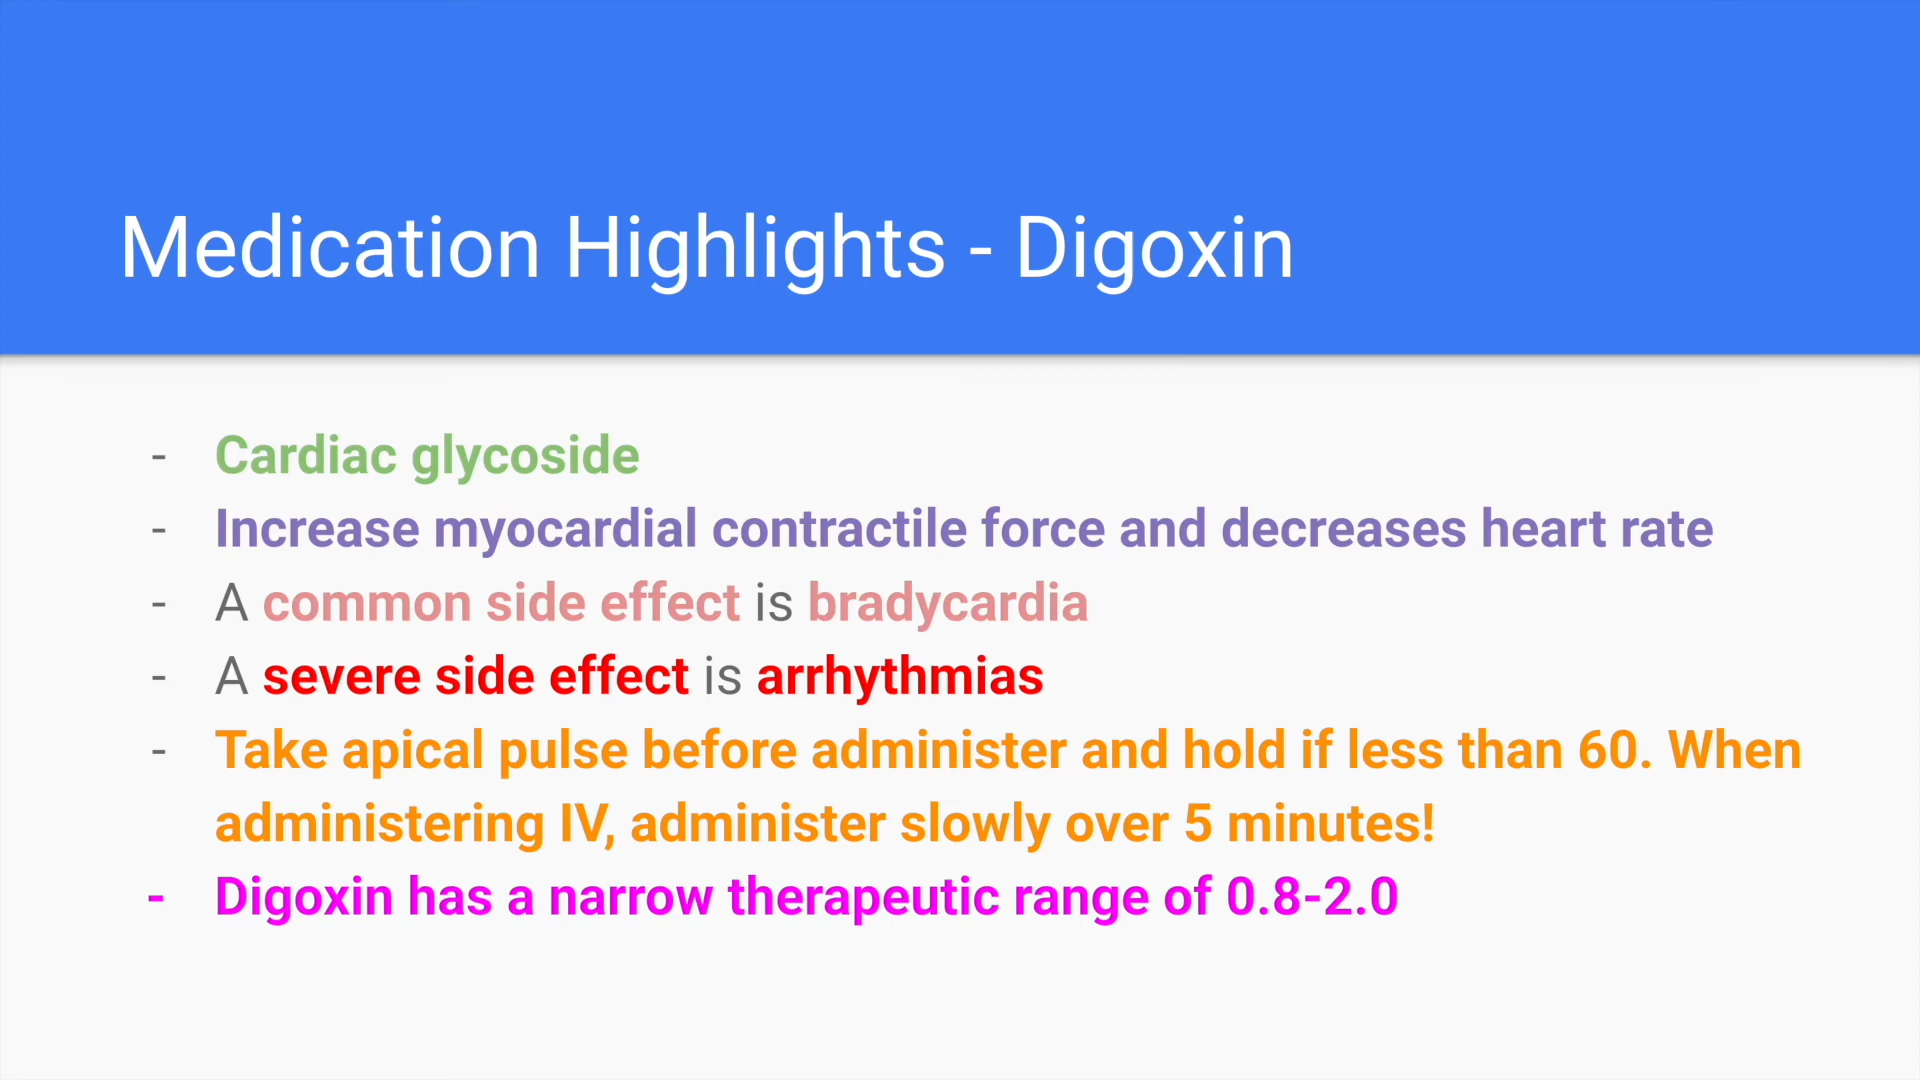 Medication Highlights - Digoxin
- Cardiac glycoside
- Increase myocardial contractile force and decreases heart rate
- A common side effect is bradycardia
- A severe side effect is arrhythmias
- Take apical pulse before administer and hold if less than 60. When
administering IV, administer slowly over 5 minutes!
- Digoxin has a narrow therapeutic range of 0.8-2.0